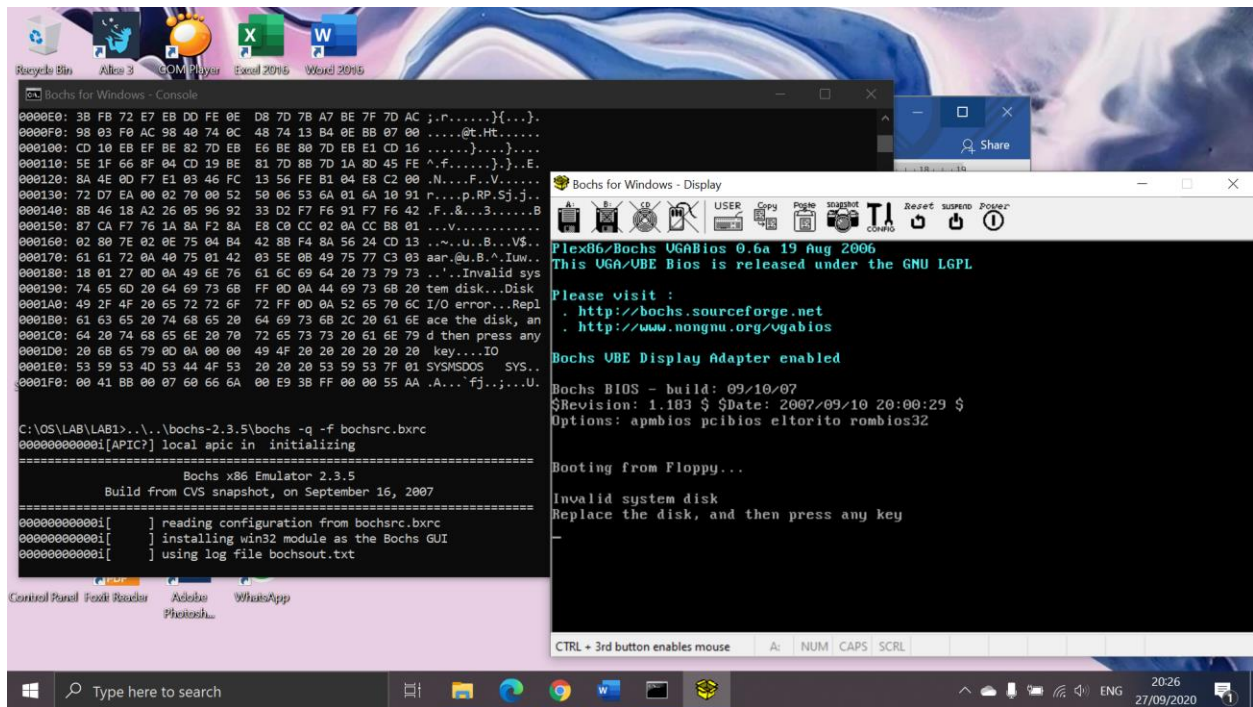 Recycle Bin
Alice 3
GOM Player
Excel 2016
Word 2016
Bochs for Windows - Console
0000E0: 3B FB 72 E7 EB DD FE 0E  D8 7D 7B A7 BE 7F 7D AC ;.r......}{...}.
0000F0: 98 03 F0 AC 98 40 74 0C  48 74 13 B4 0E BB 07 00 .....@t.Ht......
000100: CD 10 EB EF BE 82 7D EB  E6 BE 80 7D EB E1 CD 16 ......}....}....
000110: 5E 1F 66 8F 04 CD 19 BE  81 7D 8B 7D 1A 8D 45 FE ^.f......}.}..E.
000120: 8A 4E 0D F7 E1 03 46 FC  13 56 FE B1 04 E8 C2 00 .N....F..V......
000130: 72 D7 EA 00 02 70 00 52  50 06 53 6A 01 6A 10 91 r....p.RP.Sj.j..
000140: 8B 46 18 A2 26 05 96 92  33 D2 F7 F6 91 F7 F6 42 .F..&...3......B
000150: 87 CA F7 76 1A 8A F2 8A  E8 C0 CC 02 0A CC B8 01 ...v............
000160: 02 80 7E 02 0E 75 04 B4  42 8B F4 8A 56 24 CD 13 ..~..u..B...V$..
000170: 61 61 72 0A 40 75 01 42  03 5E 0B 49 75 77 C3 03 aar.@u.B.^.Iuw..
000180: 18 01 27 0D 0A 49 6E 76  61 6C 69 64 20 73 79 73 ..'..Invalid sys
000190: 74 65 6D 20 64 69 73 6B  FF 0D 0A 44 69 73 6B 20 tem disk...Disk
0001A0: 49 2F 4F 20 65 72 72 6F  72 FF 0D 0A 52 65 70 6C I/O error...Repl
0001B0: 61 63 65 20 74 68 65 20  64 69 73 6B 2C 20 61 6E ace the disk, an
0001C0: 64 20 74 68 65 6E 20 70  72 65 73 73 20 61 6E 79 d then press any
0001D0: 20 6B 65 79 0D 0A 00 00  49 4F 20 20 20 20 20 20  key....IO
0001E0: 53 59 53 4D 53 44 4F 53  20 20 20 53 59 53 7F 01 SYSMSDOS   SYS..
0001F0: 00 41 BB 00 07 60 66 6A  00 E9 3B FF 00 00 55 AA .A...`fj..;...U.
C:\OS\LAB\LAB1>..\..\bochs-2.3.5\bochs -q -f bochsrc.bxrc
00000000000i[APIC?] local apic in  initializing
========================================================================
Bochs x86 Emulator 2.3.5
Build from CVS snapshot, on September 16, 2007
========================================================================
00000000000i[     ] reading configuration from bochsrc.bxrc
00000000000i[     ] installing win32 module as the Bochs GUI
00000000000i[     ] using log file bochsout.txt
Share
18 19
Bochs for Windows - Display
A: B: CD USER Copy Paste snapshot CONFIG Reset SUSPEND Power
Plex86/Bochs VGABios 0.6a 19 Aug 2006
This VGA/VBE Bios is released under the GNU LGPL
Please visit :
. http://bochs.sourceforge.net
. http://www.nongnu.org/vgabios
Bochs VBE Display Adapter enabled
Bochs BIOS - build: 09/10/07
$Revision: 1.183 $ $Date: 2007/09/10 20:00:29 $
Options: apmbios pcibios eltorito rombios32
Booting from Floppy...
Invalid system disk
Replace the disk, and then press any key
CTRL + 3rd button enables mouse A: NUM CAPS SCRL
Control Panel
Foxit Reader
Adobe
Photosh...
WhatsApp
Type here to search
ENG
20:26
27/09/2020
1